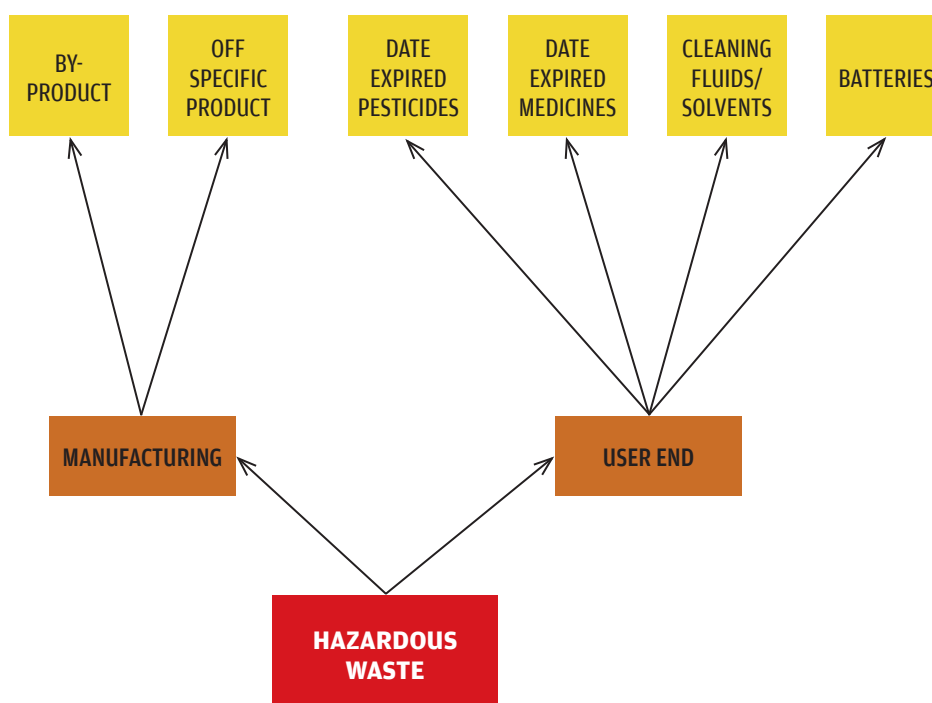 BY-
PRODUCT
OFF
SPECIFIC
PRODUCT
DATE
EXPIRED
PESTICIDES
DATE
EXPIRED
MEDICINES
CLEANING
FLUIDS/
SOLVENTS
BATTERIES
MANUFACTURING
USER END
HAZARDOUS
WASTE